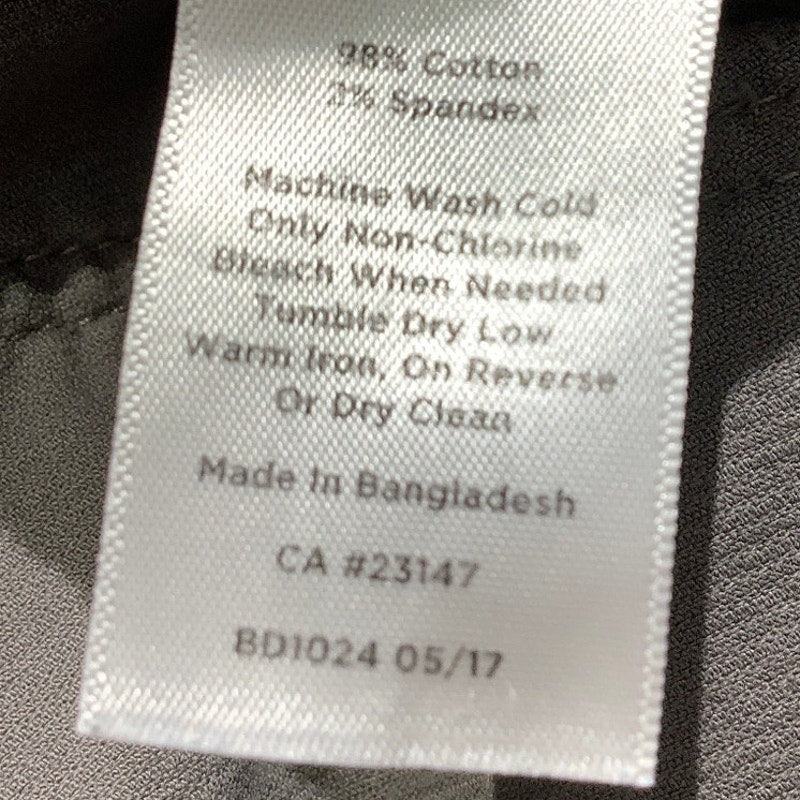 98% Cotton
2% Spandex
Machine Wash Cold
Only Non-Chlorine
Bleach When Needed
Tumble Dry Low
Warm Iron, On Reverse
Or Dry Clean
Made In Bangladesh
CA #23147
BD1024 05/17